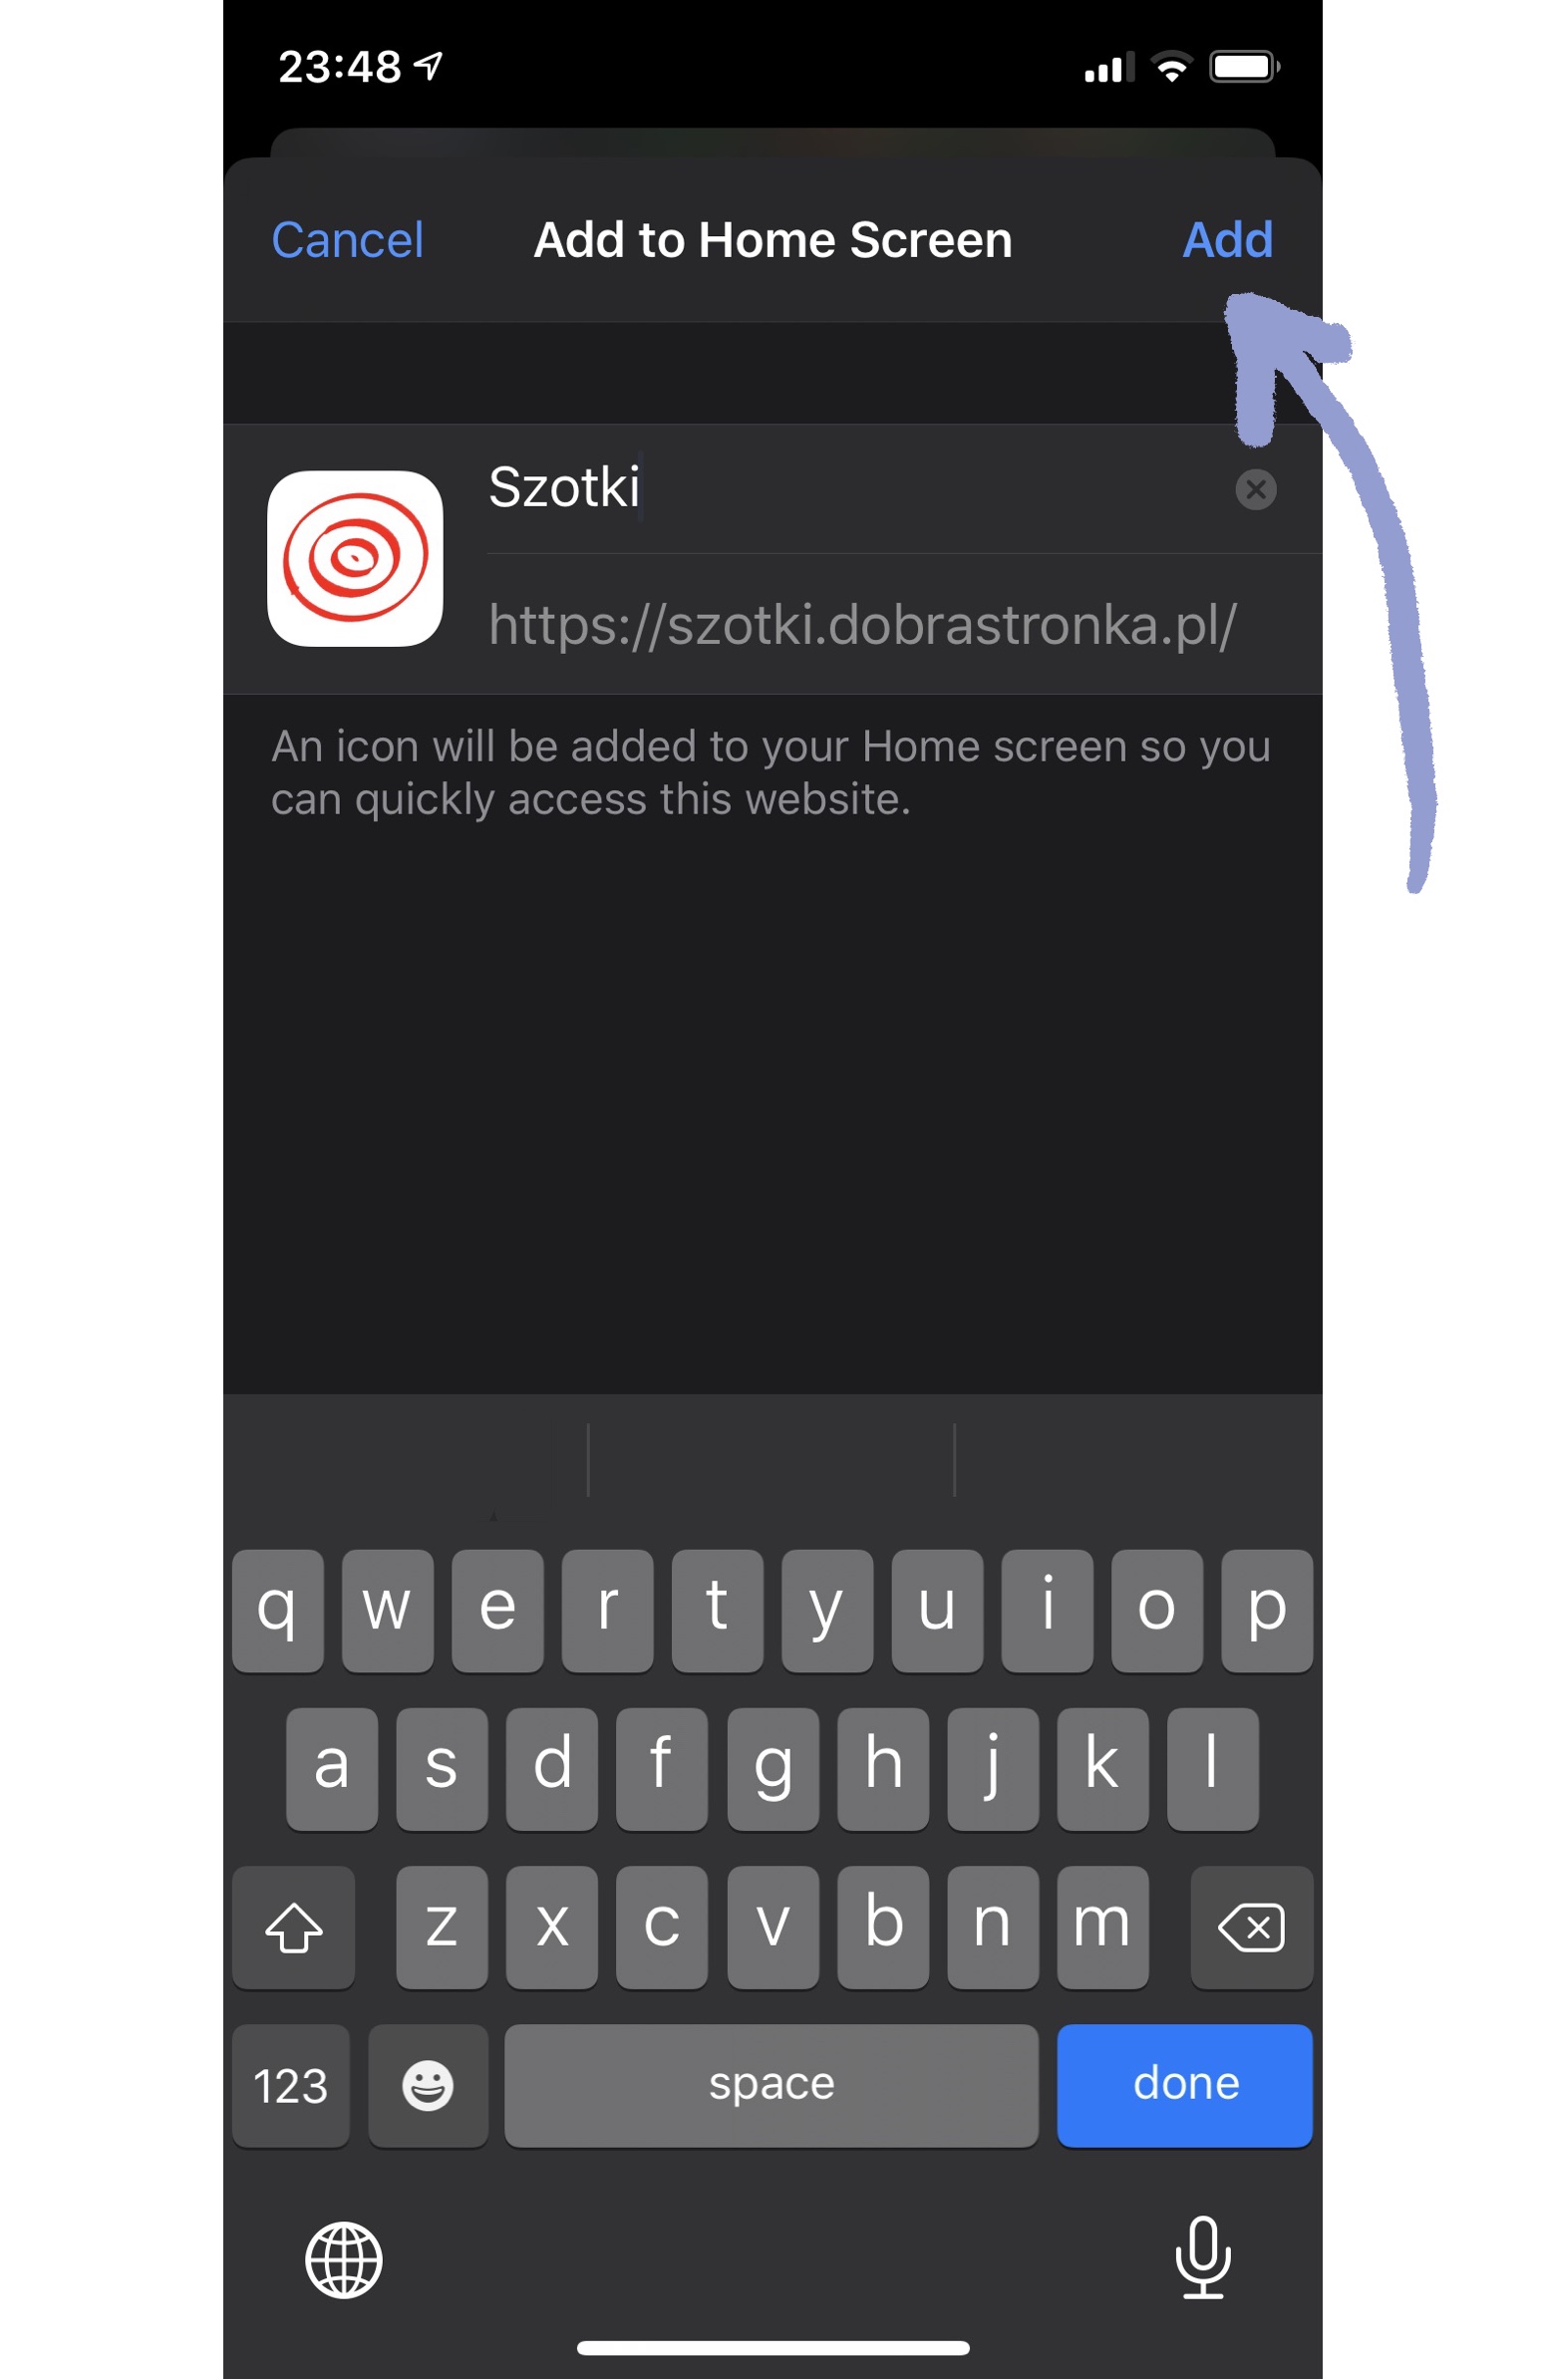 23:48
Cancel Add to Home Screen Add
Szotki
https://szotki.dobrastronka.pl/
An icon will be added to your Home screen so you
can quickly access this website.
q w e r t y u i o p
a s d f g h j k l
z x c v b n m
123 space done